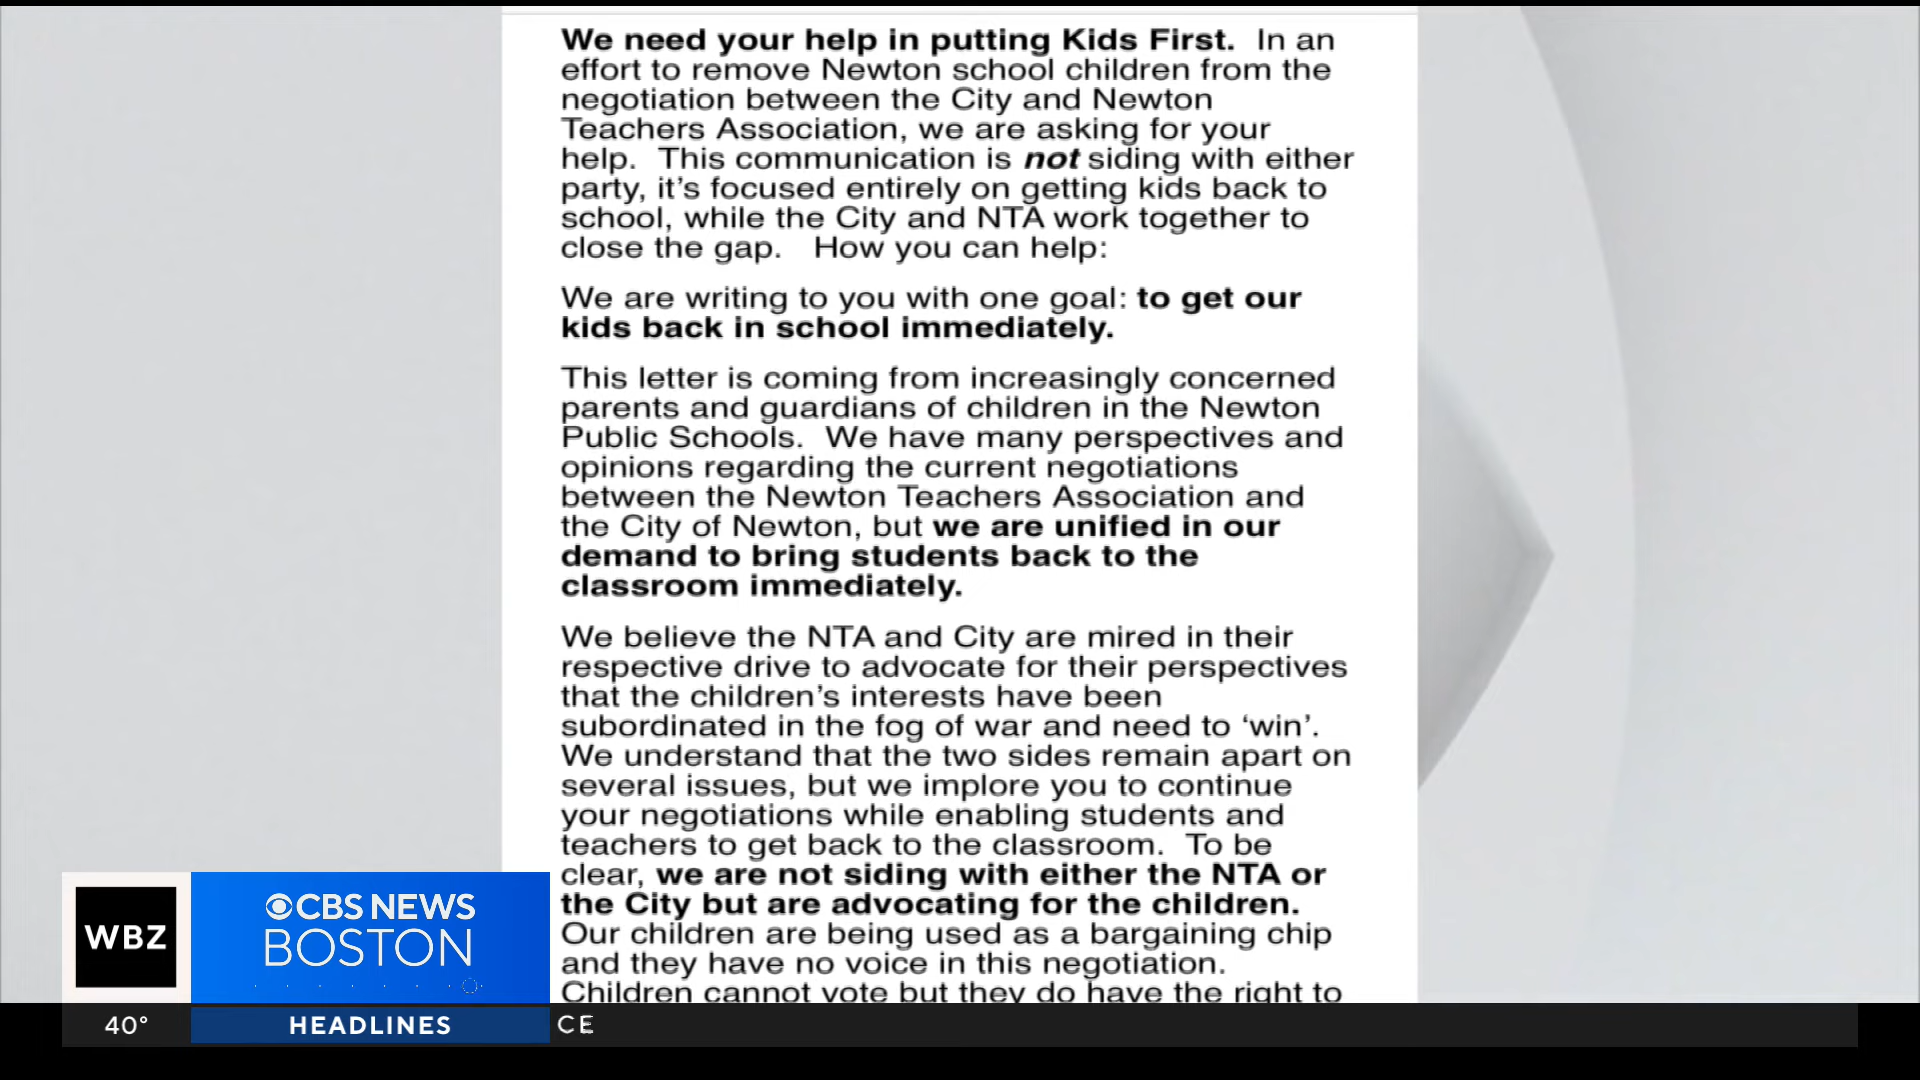 We need your help in putting Kids First.  In an
effort to remove Newton school children from the
negotiation between the City and Newton
Teachers Association, we are asking for your
help.  This communication is not siding with either
party, it's focused entirely on getting kids back to
school, while the City and NTA work together to
close the gap.   How you can help:
We are writing to you with one goal: to get our
kids back in school immediately.
This letter is coming from increasingly concerned
parents and guardians of children in the Newton
Public Schools.  We have many perspectives and
opinions regarding the current negotiations
between the Newton Teachers Association and
the City of Newton, but we are unified in our
demand to bring students back to the
classroom immediately.
We believe the NTA and City are mired in their
respective drive to advocate for their perspectives
that the children's interests have been
subordinated in the fog of war and need to 'win'.
We understand that the two sides remain apart on
several issues, but we implore you to continue
your negotiations while enabling students and
teachers to get back to the classroom.  To be
clear, we are not siding with either the NTA or
the City but are advocating for the children.
Our children are being used as a bargaining chip
and they have no voice in this negotiation.
Children cannot vote but they do have the right to
WBZ
CBS NEWS
BOSTON
40°
HEADLINES
CE